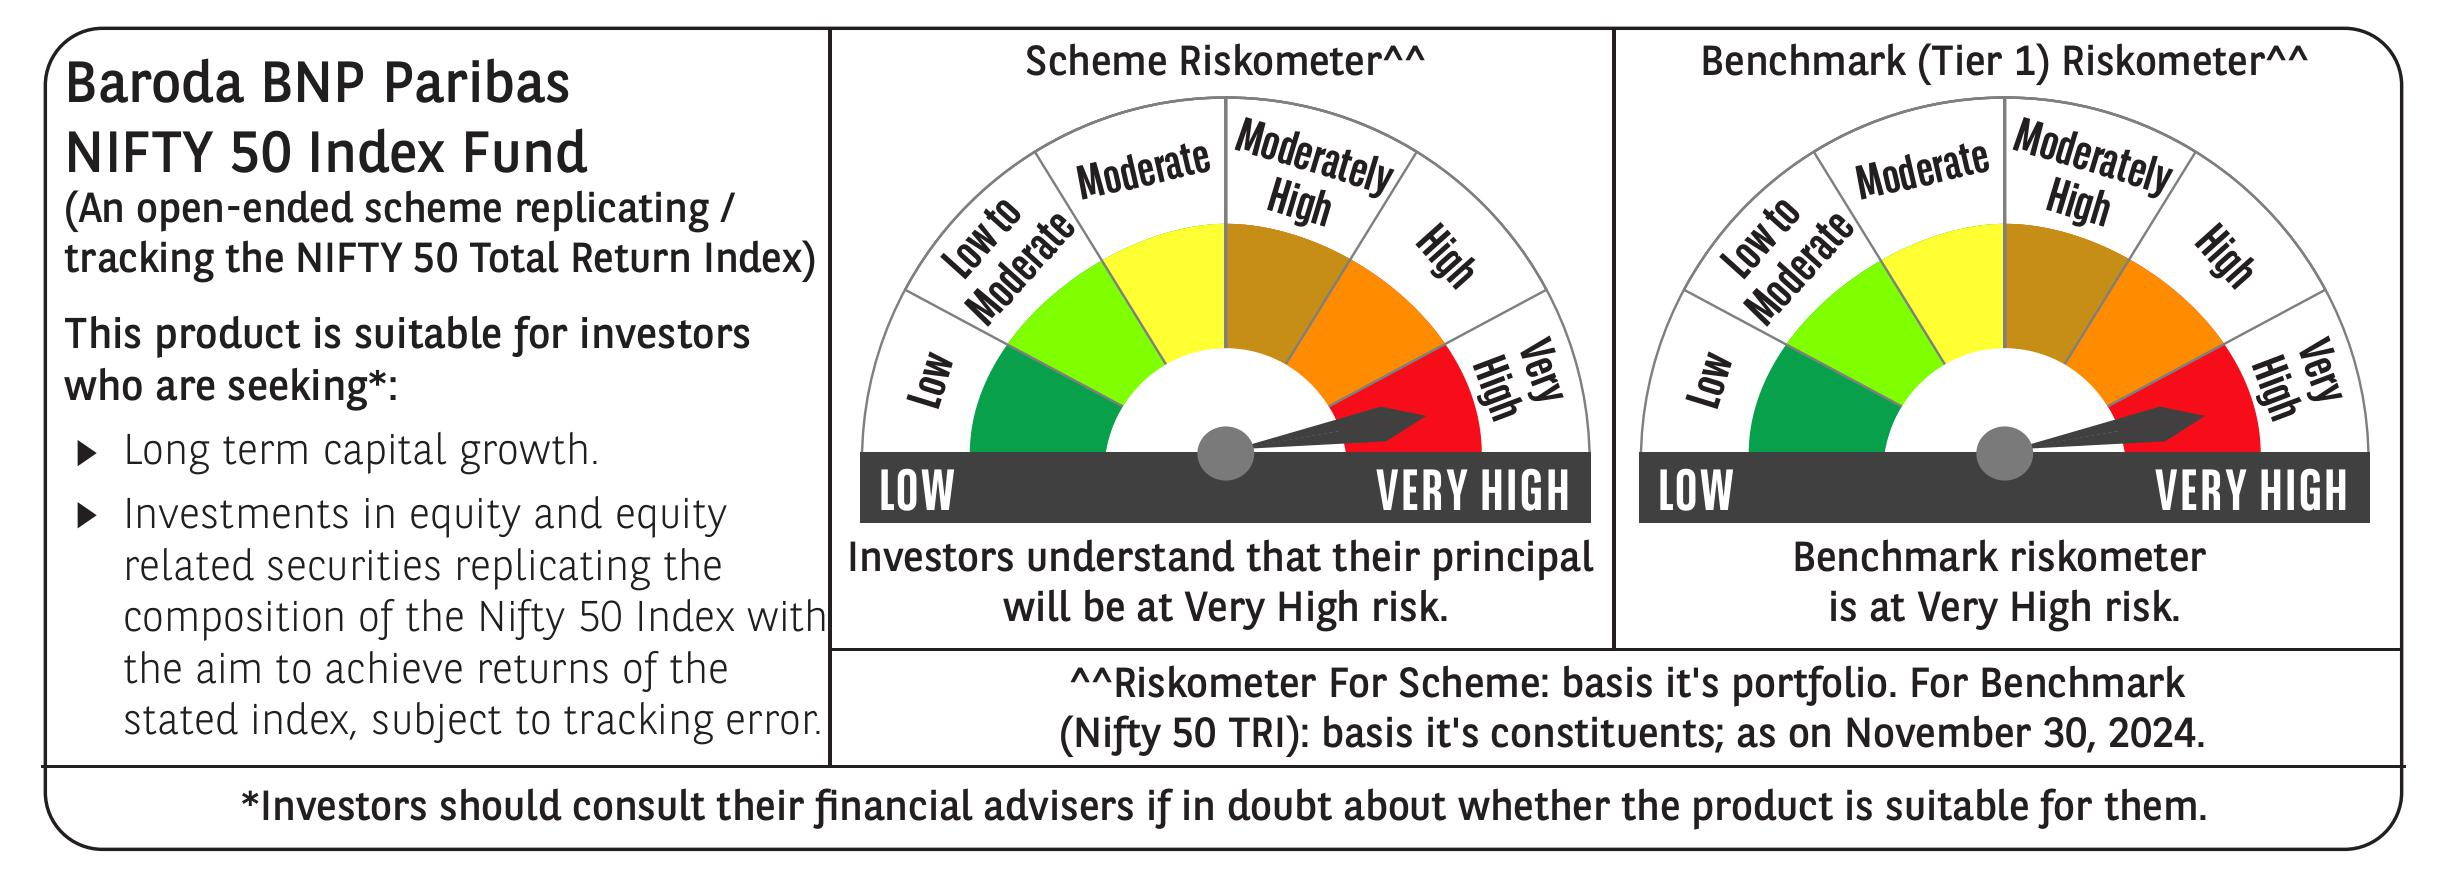 Baroda BNP Paribas
NIFTY 50 Index Fund
(An open-ended scheme replicating /
tracking the NIFTY 50 Total Return Index)
This product is suitable for investors
who are seeking*:
Long term capital growth.
Investments in equity and equity
related securities replicating the
composition of the Nifty 50 Index with
the aim to achieve returns of the
stated index, subject to tracking error.
Scheme Riskometer^^
Low
Low to
Moderate
Moderate
Moderately
High
High
Very
High
LOW VERY HIGH
Investors understand that their principal
will be at Very High risk.
Benchmark (Tier 1) Riskometer^^
Low
Low to
Moderate
Moderate
Moderately
High
High
Very
High
LOW VERY HIGH
Benchmark riskometer
is at Very High risk.
^^Riskometer For Scheme: basis it's portfolio. For Benchmark
(Nifty 50 TRI): basis it's constituents; as on November 30, 2024.
*Investors should consult their financial advisers if in doubt about whether the product is suitable for them.